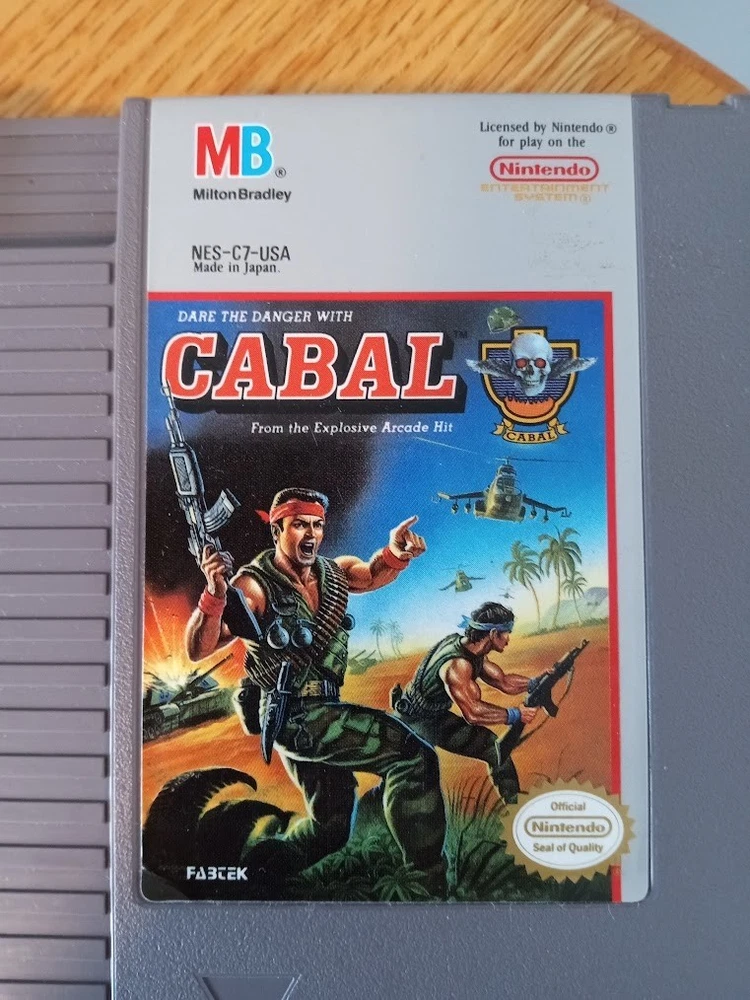 MB®
Milton Bradley
Licensed by Nintendo®
for play on the
Nintendo
ENTERTAINMENT
SYSTEM®
NES-C7-USA
Made in Japan.
DARE THE DANGER WITH
CABAL™
From the Explosive Arcade Hit
CABAL
FABTEK
Official
Nintendo
Seal of Quality